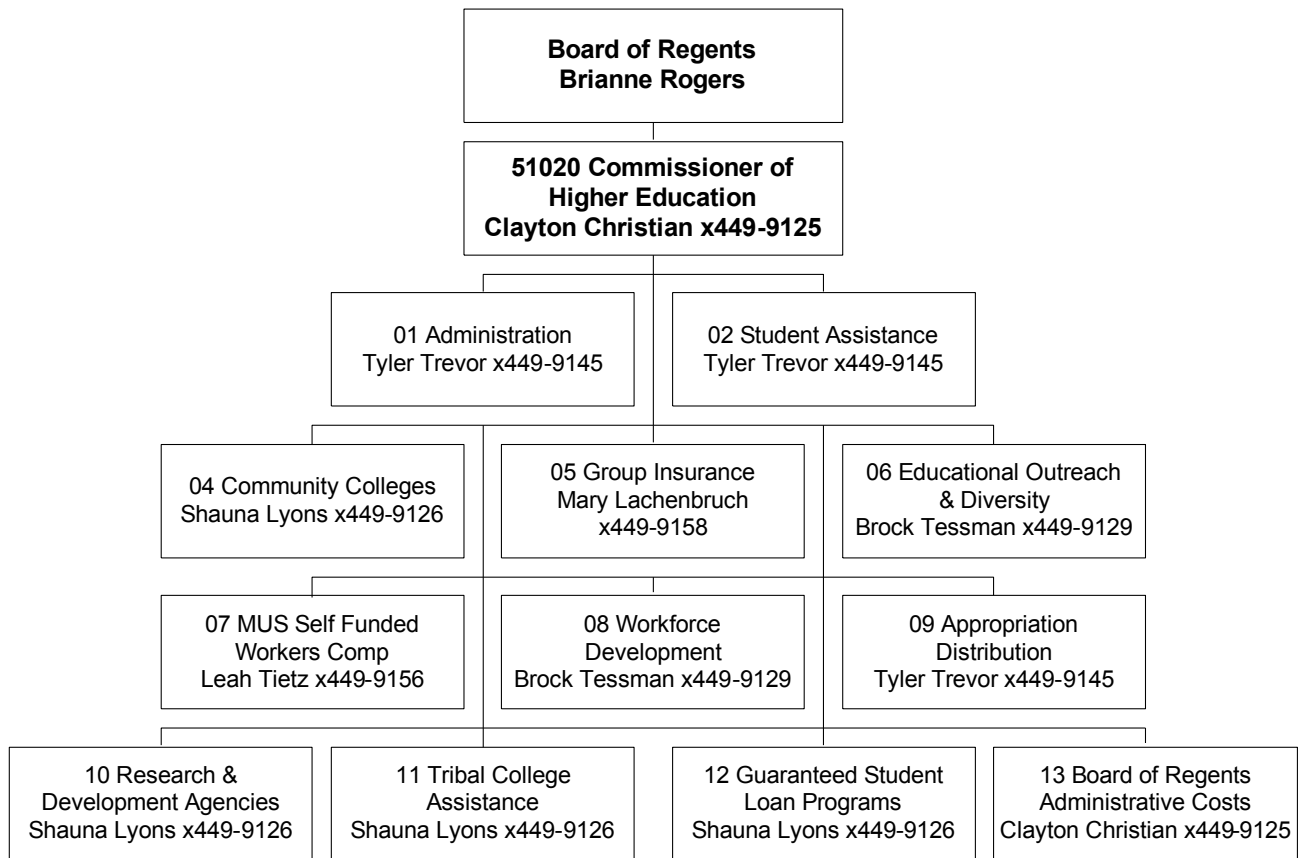 Board of Regents
Brianne Rogers
51020 Commissioner of
Higher Education
Clayton Christian x449-9125
01 Administration
Tyler Trevor x449-9145
02 Student Assistance
Tyler Trevor x449-9145
04 Community Colleges
Shauna Lyons x449-9126
05 Group Insurance
Mary Lachenbruch
x449-9158
06 Educational Outreach
& Diversity
Brock Tessman x449-9129
07 MUS Self Funded
Workers Comp
Leah Tietz x449-9156
08 Workforce
Development
Brock Tessman x449-9129
09 Appropriation
Distribution
Tyler Trevor x449-9145
10 Research &
Development Agencies
Shauna Lyons x449-9126
11 Tribal College
Assistance
Shauna Lyons x449-9126
12 Guaranteed Student
Loan Programs
Shauna Lyons x449-9126
13 Board of Regents
Administrative Costs
Clayton Christian x449-9125